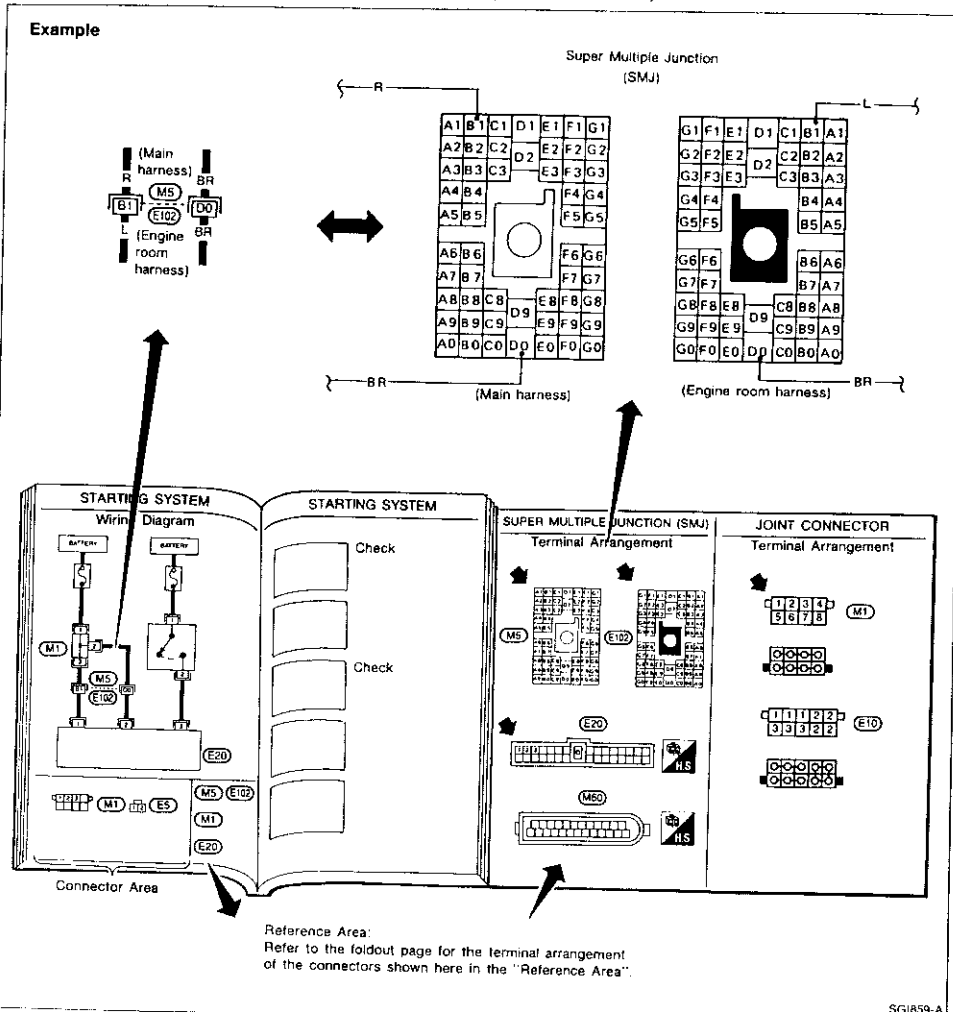 Example
Super Multiple Junction
(SMJ)
R
L
(Main
harness)
R
BR
M5
B1
D0
E102
L
BR
(Engine
room
harness)
A1 B1 C1 D1 E1 F1 G1
A2 B2 C2 D2 E2 F2 G2
A3 B3 C3 E3 F3 G3
A4 B4 F4 G4
A5 B5 F5 G5
A6 B6 F6 G6
A7 B7 F7 G7
A8 B8 C8 D9 E8 F8 G8
A9 B9 C9 E9 F9 G9
A0 B0 C0 D0 E0 F0 G0
BR
(Main harness)
G1 F1 E1 D1 C1 B1 A1
G2 F2 E2 D2 C2 B2 A2
G3 F3 E3 C3 B3 A3
G4 F4 B4 A4
G5 F5 B5 A5
G6 F6 B6 A6
G7 F7 B7 A7
G8 F8 E8 D9 C8 B8 A8
G9 F9 E9 C9 B9 A9
G0 F0 E0 D0 C0 B0 A0
BR
(Engine room harness)
STARTING SYSTEM
Wiring Diagram
BATTERY
BATTERY
M1
M5
E102
E20
M1
E5
M5 E102
M1
E20
Connector Area
STARTING SYSTEM
Check
Check
SUPER MULTIPLE JUNCTION (SMJ)
Terminal Arrangement
M5
E102
E20
H.S
M60
H.S
JOINT CONNECTOR
Terminal Arrangement
1 2 3 4
5 6 7 8
M1
1 1 1 2 2
3 3 3 2 2
E10
Reference Area:
Refer to the foldout page for the terminal arrangement
of the connectors shown here in the "Reference Area".
SGI859-A